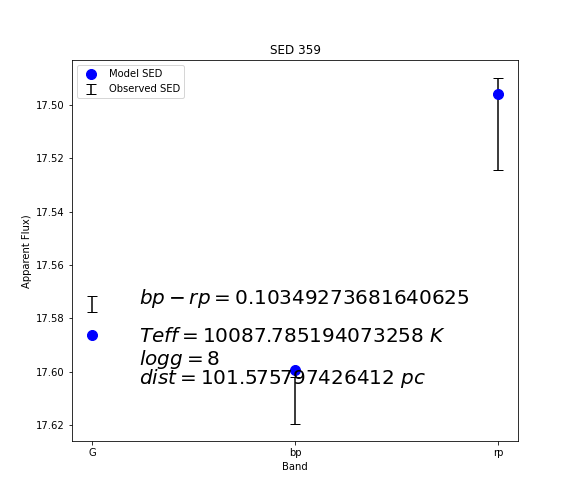 SED 359
Model SED
Observed SED
17.50
17.52
17.54
17.56
17.58
17.60
17.62
Apparent Flux)
bp − rp = 0.10349273681640625
Teff = 10087.785194073258 K
logg = 8
dist = 101.575797426412 pc
G bp rp
Band